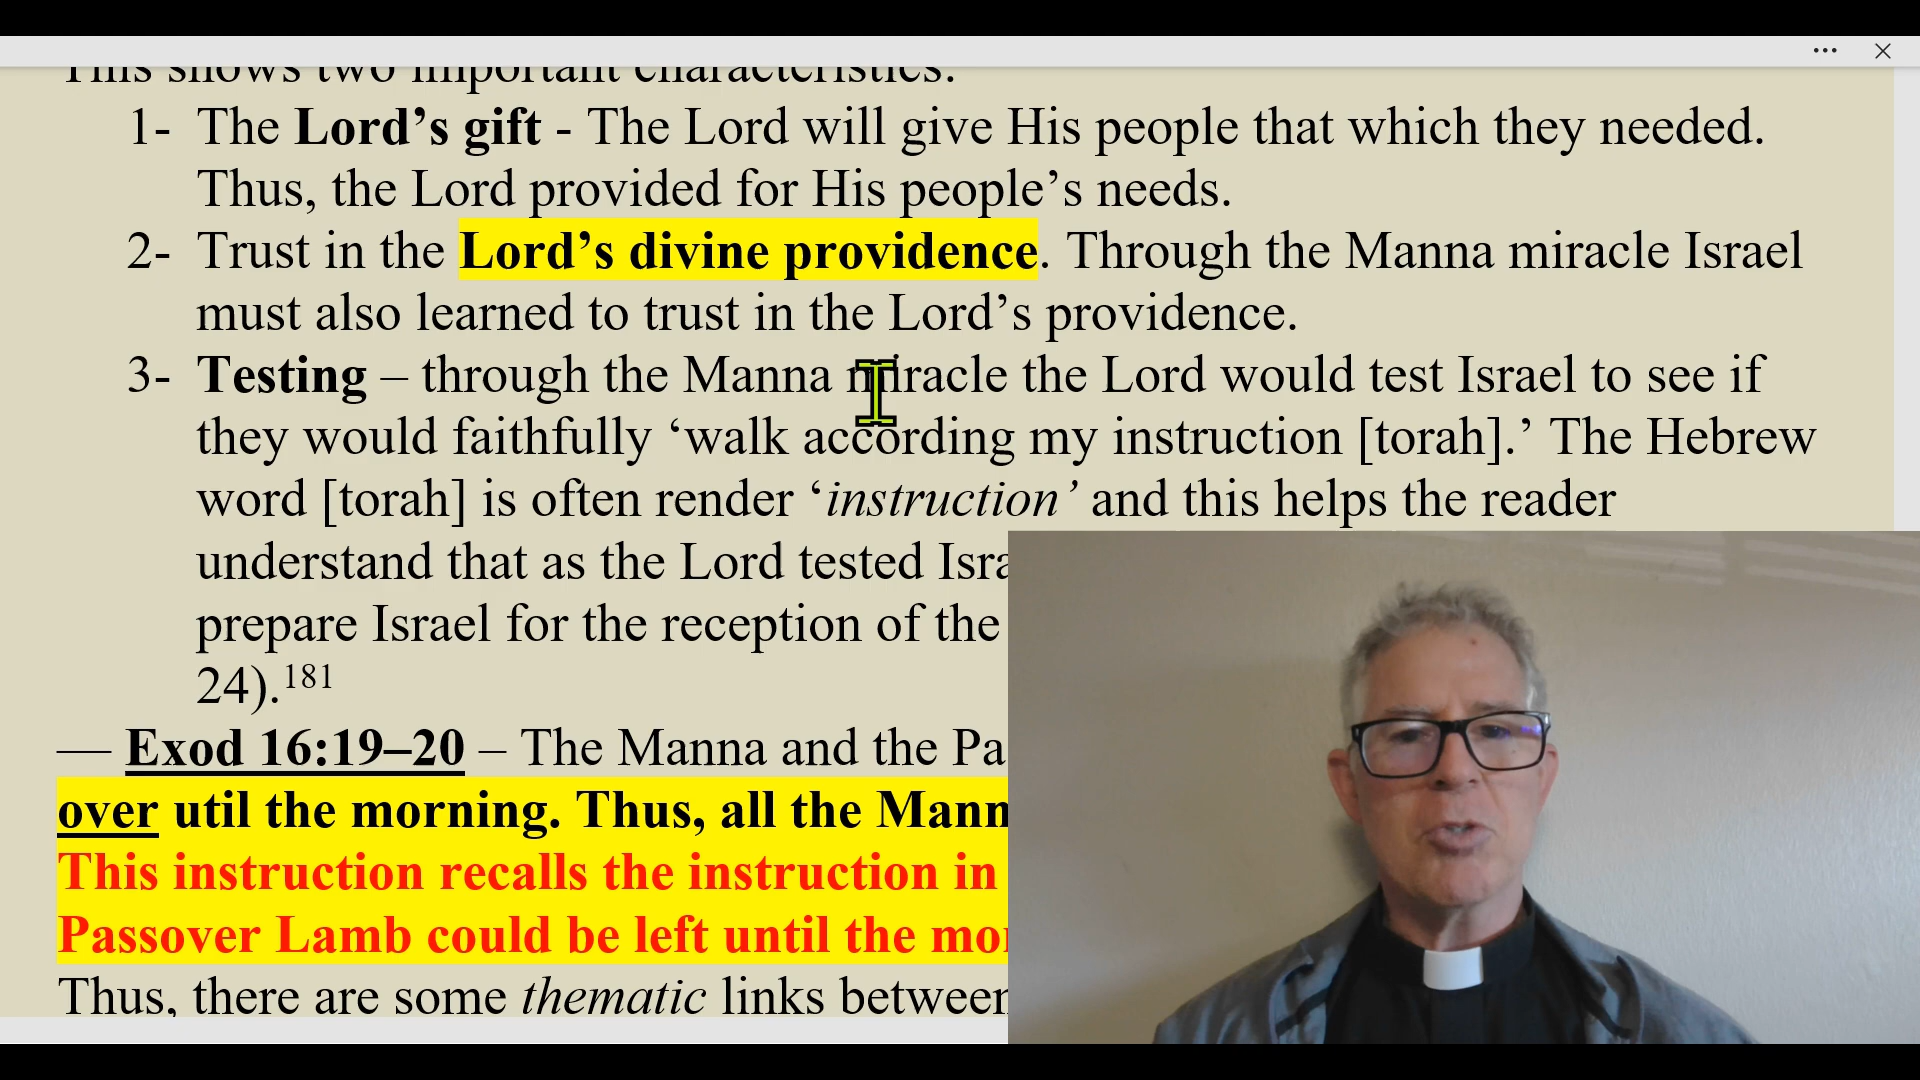 This shows two important characteristics:
1- The Lord’s gift - The Lord will give His people that which they needed.
Thus, the Lord provided for His people’s needs.
2- Trust in the Lord’s divine providence. Through the Manna miracle Israel
must also learned to trust in the Lord’s providence.
3- Testing – through the Manna miracle the Lord would test Israel to see if
they would faithfully ‘walk according my instruction [torah].’ The Hebrew
word [torah] is often render ‘instruction’ and this helps the reader
understand that as the Lord tested Isra
prepare Israel for the reception of the
24).181
— Exod 16:19–20 – The Manna and the Pa
over util the morning. Thus, all the Mann
This instruction recalls the instruction in
Passover Lamb could be left until the mor
Thus, there are some thematic links between